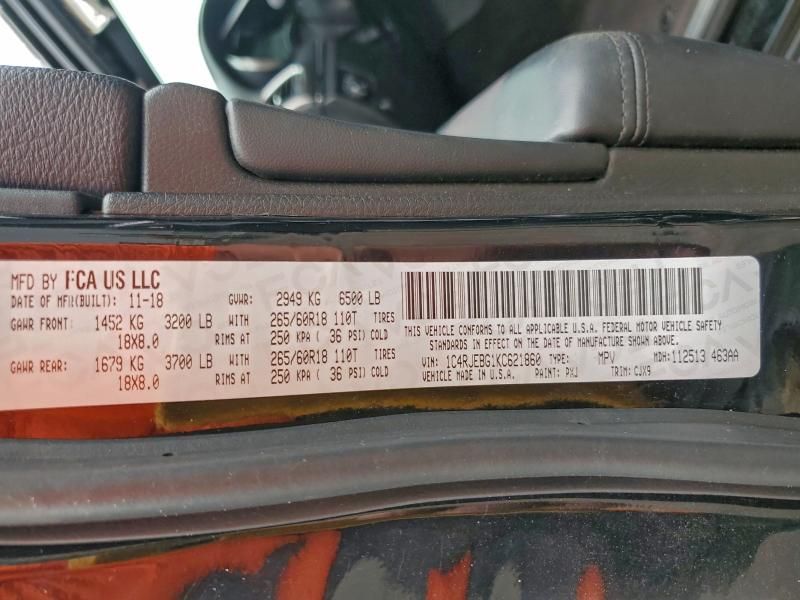 MFD BY FCA US LLC
DATE OF MFR(BUILT): 11-18 GVWR: 2949 KG 6500 LB
GAWR FRONT: 1452 KG 3200 LB WITH 265/60R18 110T TIRES
18X8.0 RIMS AT 250 KPA ( 36 PSI) COLD
GAWR REAR: 1679 KG 3700 LB WITH 265/60R18 110T TIRES
18X8.0 RIMS AT 250 KPA ( 36 PSI) COLD
THIS VEHICLE CONFORMS TO ALL APPLICABLE U.S.A. FEDERAL MOTOR VEHICLE SAFETY
STANDARDS IN EFFECT ON THE DATE OF MANUFACTURE SHOWN ABOVE.
VIN: 1C4RJEBG1KC621860 TYPE: MPV MDH: 112513 463AA
VEHICLE MADE IN U.S.A. PAINT: PXJ TRIM: CJX9